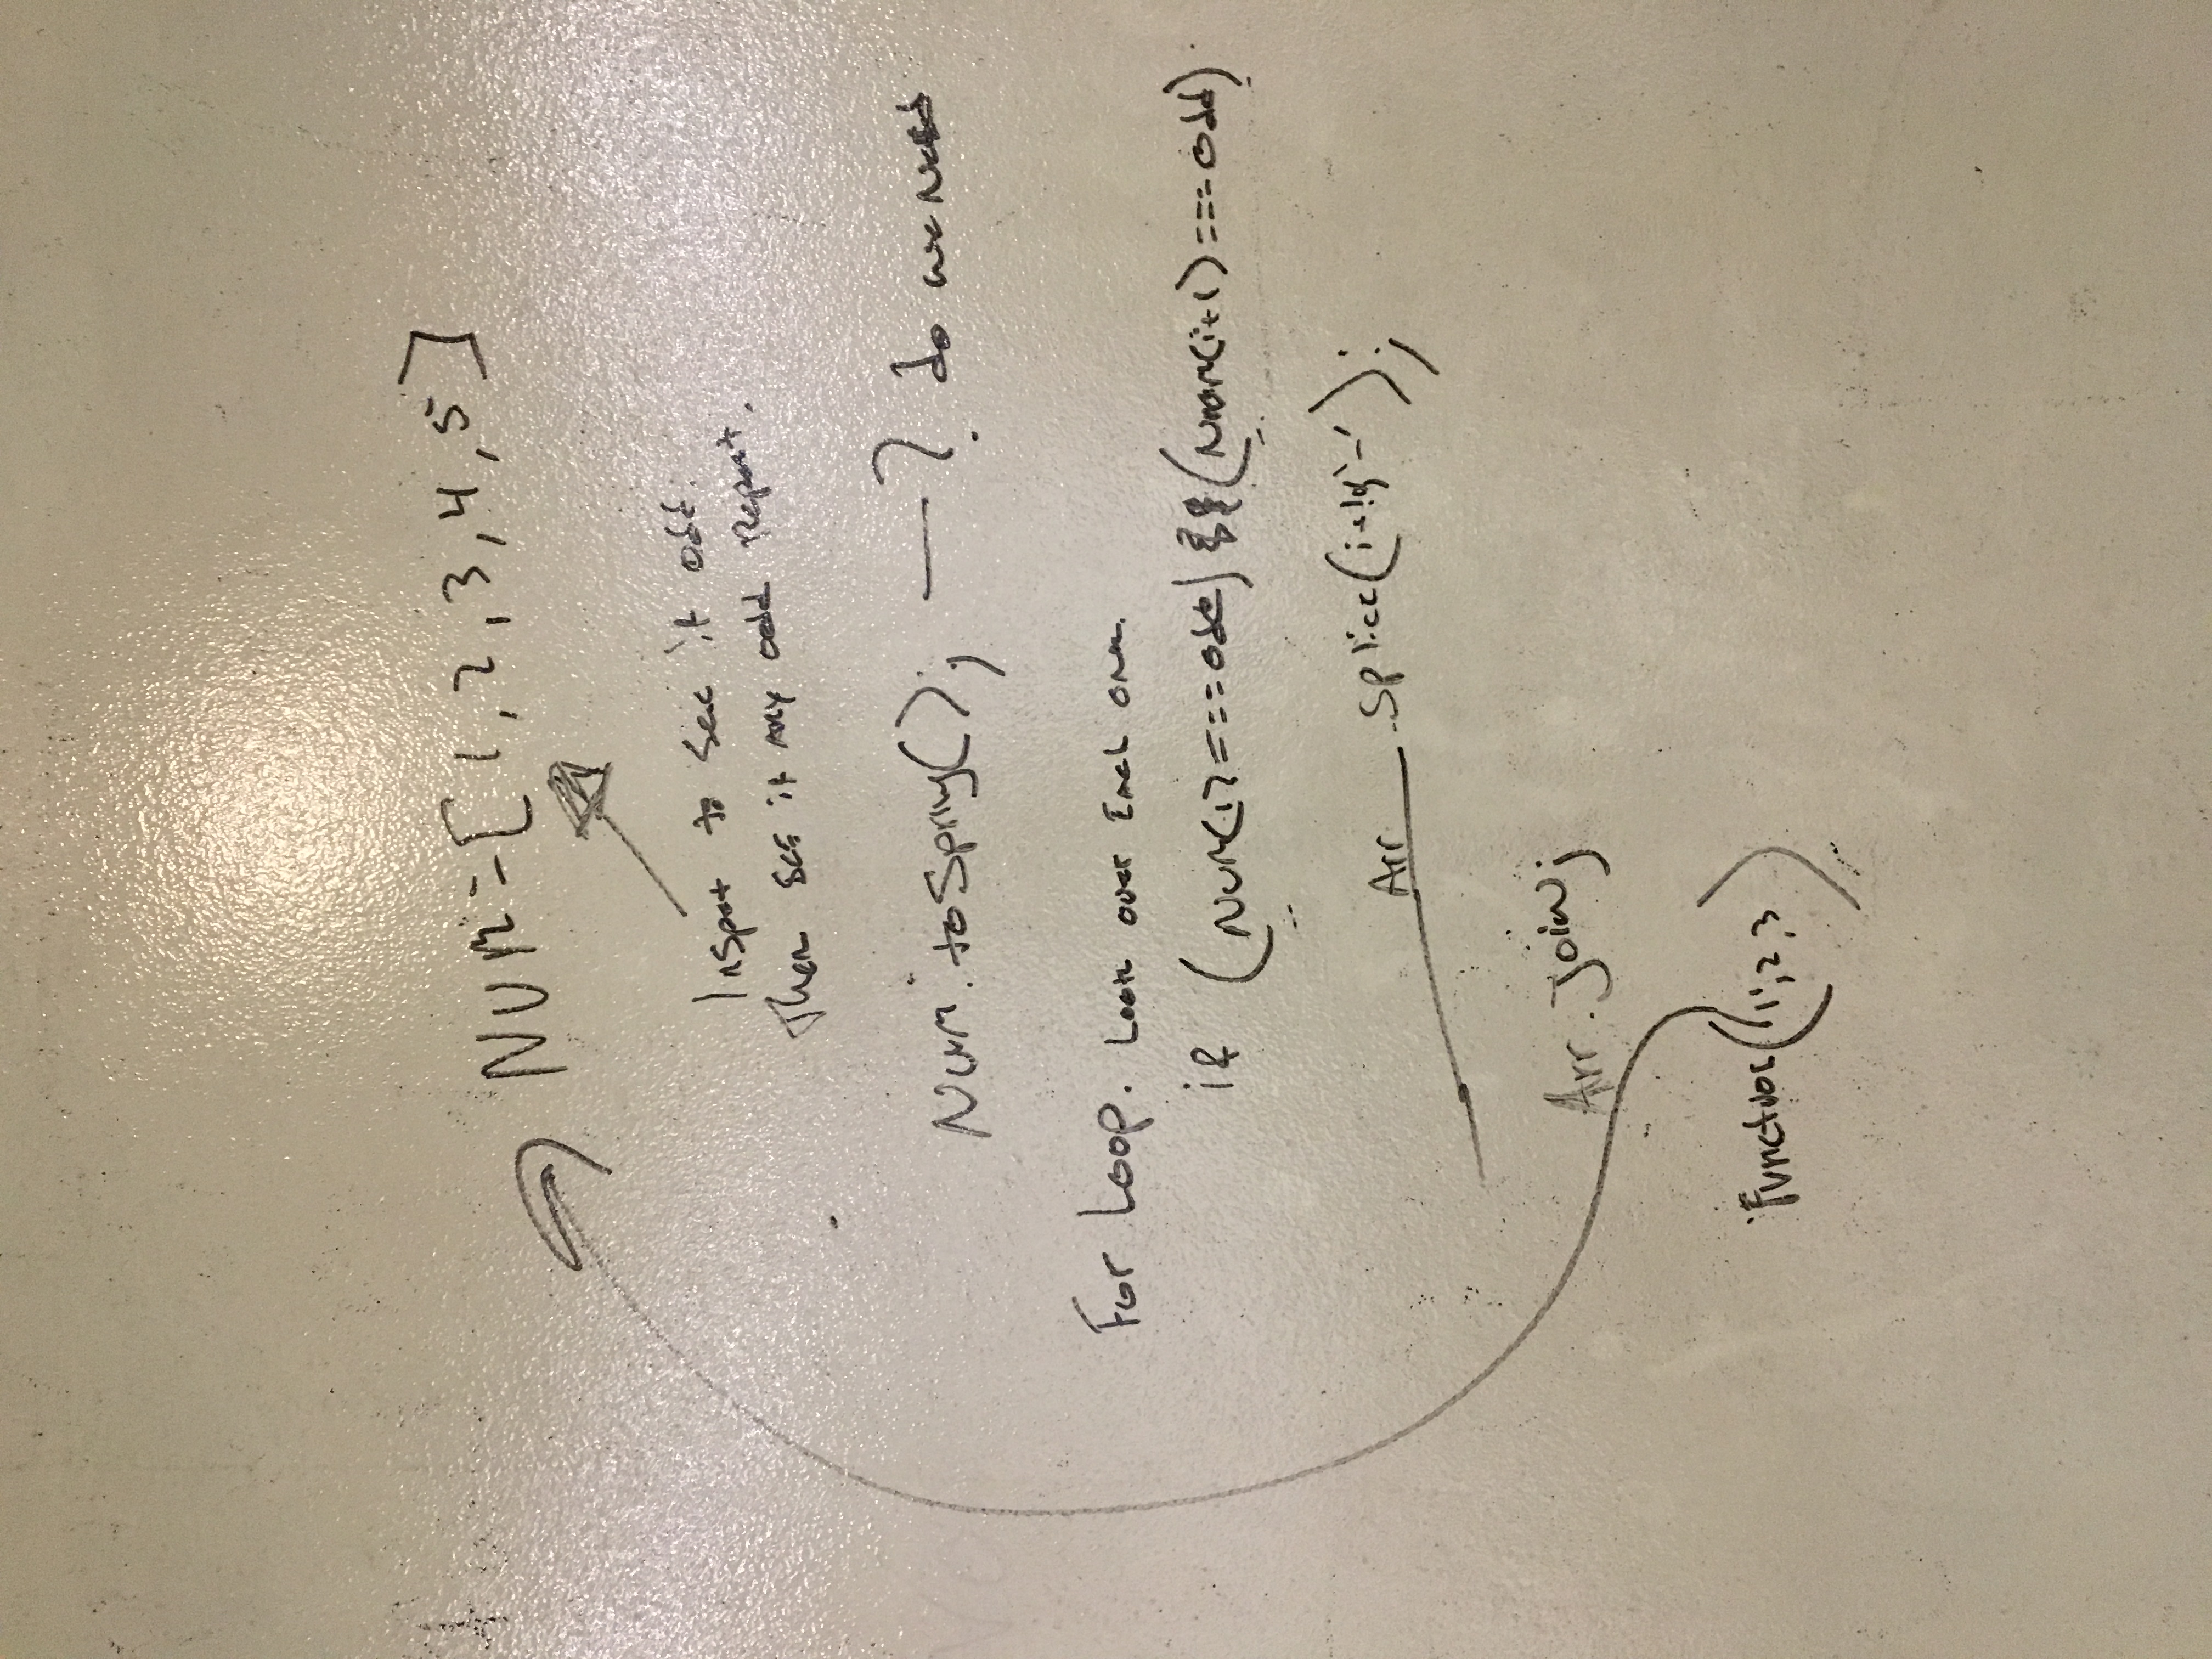 NUM=[1,2,3,4,5]
Inspect to see if odd.
Then see if any odd Repeat.
Num.toSpring(); —? do we need
For Loop. Look over Each one.
if (Num(i)===odd) && (Num(i+1)===odd)
Arr .Splice(i+1,0,'-');
Arr.Join;
Function(1,2,3)